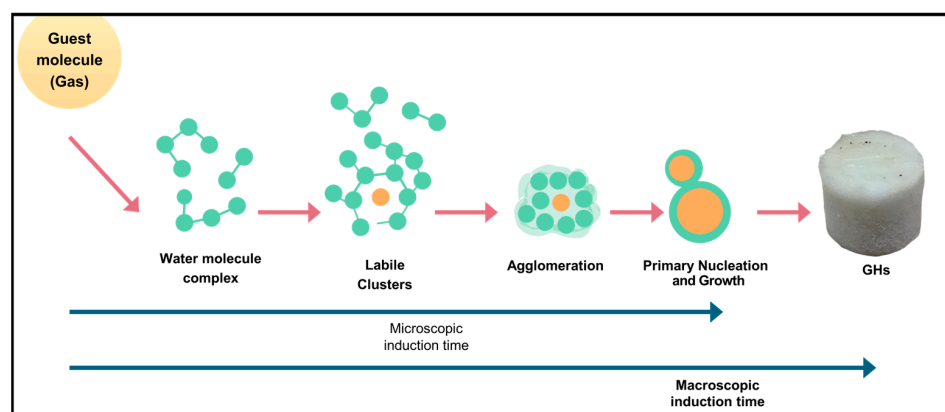 Guest
molecule
(Gas)
Water molecule
complex
Labile
Clusters
Agglomeration
Primary Nucleation
and Growth
GHs
Microscopic
induction time
Macroscopic
induction time